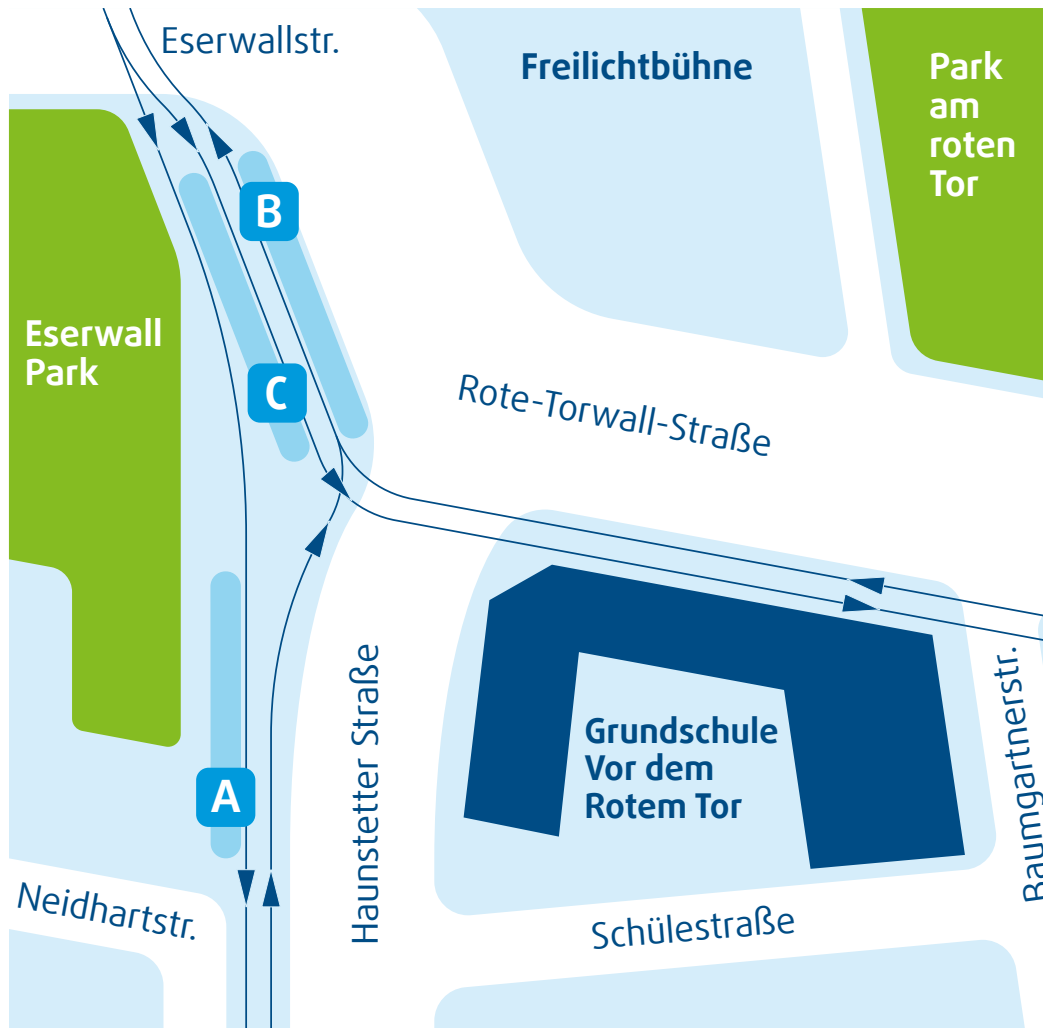 Eserwallstr.
Freilichtbühne
Park
am
roten
Tor
B
Eserwall
Park
C
Rote-Torwall-Straße
Haunstetter Straße
Grundschule
Vor dem
Rotem Tor
Baumgartnerstr.
A
Neidhartstr.
Schülestraße